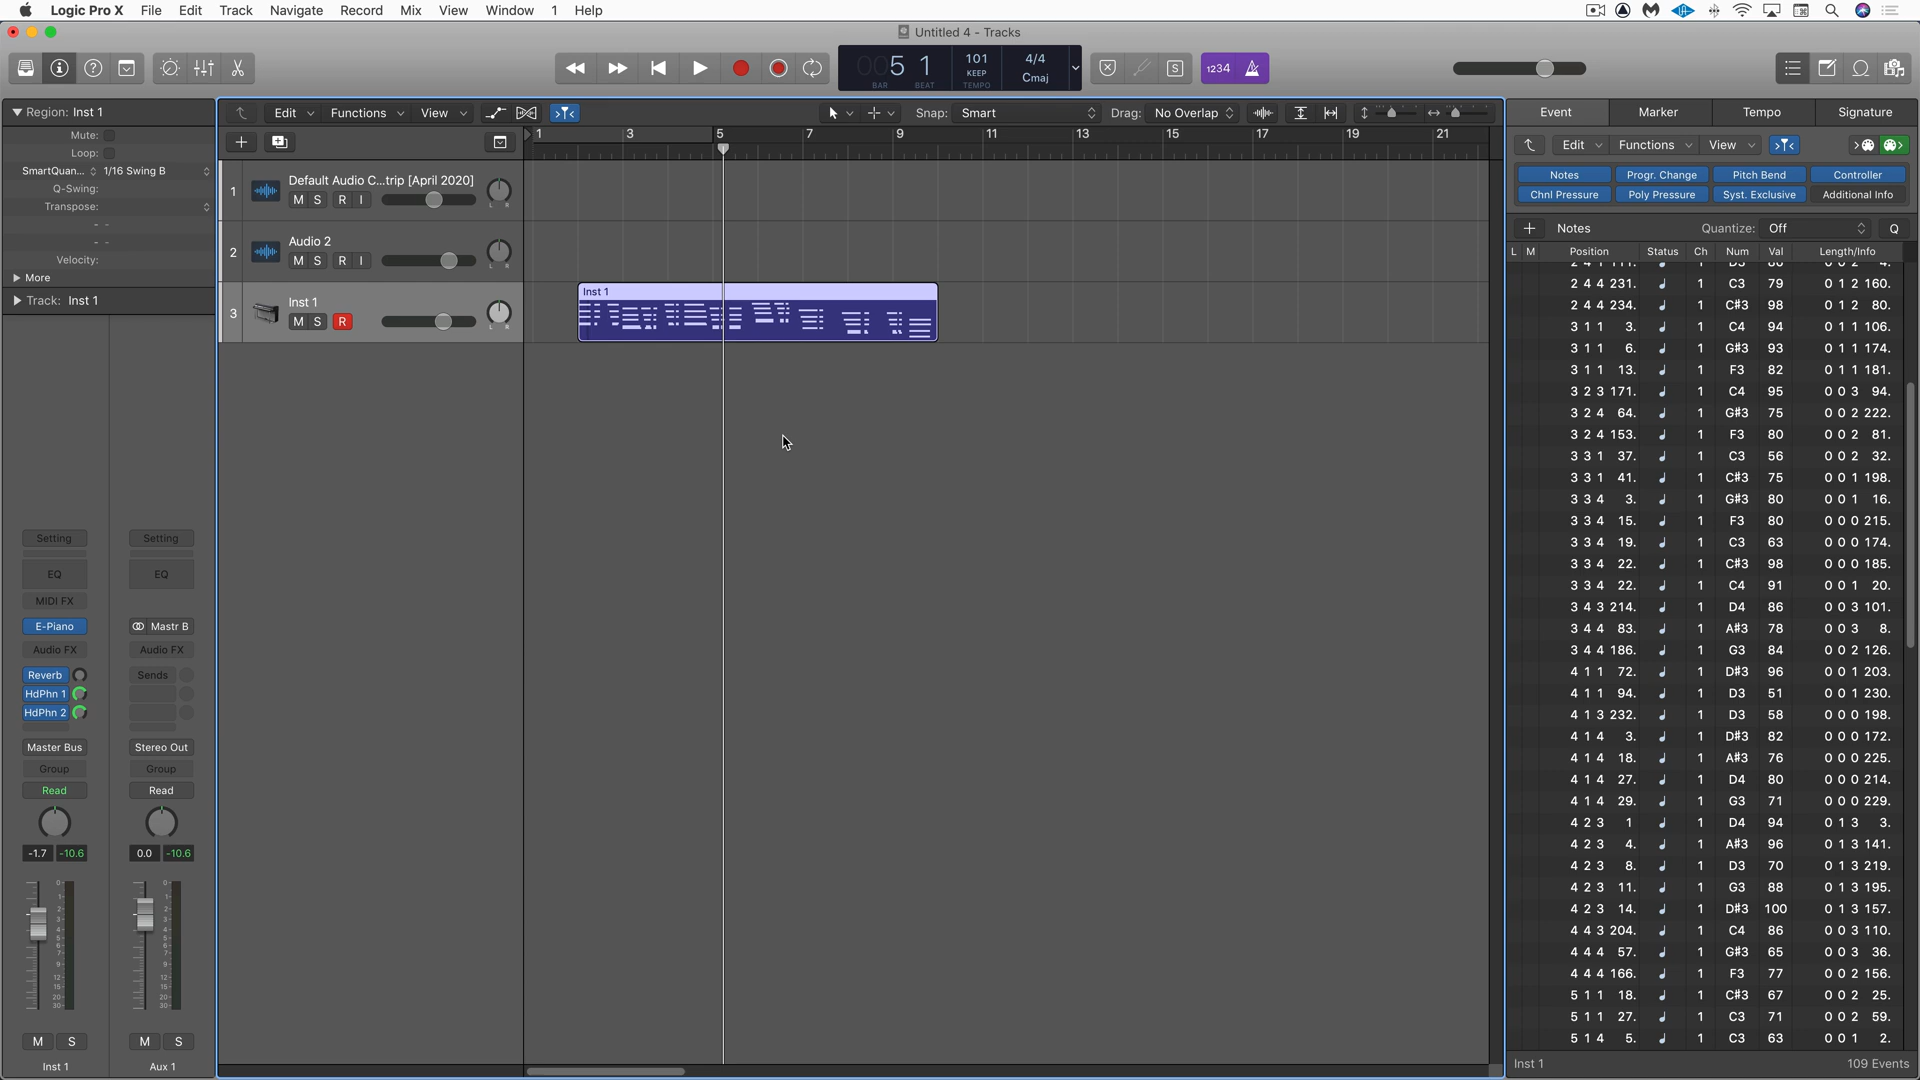 Logic Pro X File Edit Track Navigate Record Mix View Window 1 Help
Untitled 4 - Tracks
005 1 101 4/4
KEEP Cmaj
BAR BEAT TEMPO
S 1234
Region: Inst 1
Mute:
Loop:
SmartQuan... 1/16 Swing B
Q-Swing:
Transpose:
- -
- -
Velocity:
More
Track: Inst 1
Setting Setting
EQ EQ
MIDI FX
E-Piano Mastr B
Audio FX Audio FX
Reverb Sends
HdPhn 1
HdPhn 2
Master Bus Stereo Out
Group Group
Read Read
-1.7 -10.6 0.0 -10.6
M S M S
Inst 1 Aux 1
Edit Functions View Snap: Smart Drag: No Overlap
1 3 5 7 9 11 13 15 17 19 21
1 Default Audio C...trip [April 2020]
M S R I L R
2 Audio 2
M S R I L R
3 Inst 1
M S R L R
Inst 1
Event Marker Tempo Signature
Edit Functions View
Notes Progr. Change Pitch Bend Controller
Chnl Pressure Poly Pressure Syst. Exclusive Additional Info
Notes Quantize: Off Q
L M Position Status Ch Num Val Length/Info
2 4 4 231. 1 C3 79 0 1 2 160.
2 4 4 234. 1 C#3 98 0 1 2 80.
3 1 1 3. 1 C4 94 0 1 1 106.
3 1 1 6. 1 G#3 93 0 1 1 174.
3 1 1 13. 1 F3 82 0 1 1 181.
3 2 3 171. 1 C4 95 0 0 3 94.
3 2 4 64. 1 G#3 75 0 0 2 222.
3 2 4 153. 1 F3 80 0 0 2 81.
3 3 1 37. 1 C3 56 0 0 2 32.
3 3 1 41. 1 C#3 75 0 0 1 198.
3 3 4 3. 1 G#3 80 0 0 1 16.
3 3 4 15. 1 F3 80 0 0 0 215.
3 3 4 19. 1 C3 63 0 0 0 174.
3 3 4 22. 1 C#3 98 0 0 0 185.
3 3 4 22. 1 C4 91 0 0 1 20.
3 4 3 214. 1 D4 86 0 0 3 101.
3 4 4 83. 1 A#3 78 0 0 3 8.
3 4 4 186. 1 G3 84 0 0 2 126.
4 1 1 72. 1 D#3 96 0 0 1 203.
4 1 1 94. 1 D3 51 0 0 1 230.
4 1 3 232. 1 D3 58 0 0 0 198.
4 1 4 3. 1 D#3 82 0 0 0 172.
4 1 4 18. 1 A#3 76 0 0 0 225.
4 1 4 27. 1 D4 80 0 0 0 214.
4 1 4 29. 1 G3 71 0 0 0 229.
4 2 3 1 1 D4 94 0 1 3 3.
4 2 3 4. 1 A#3 96 0 1 3 141.
4 2 3 8. 1 D3 70 0 1 3 219.
4 2 3 11. 1 G3 88 0 1 3 195.
4 2 3 14. 1 D#3 100 0 1 3 157.
4 4 3 204. 1 C4 86 0 0 3 110.
4 4 4 57. 1 G#3 65 0 0 3 36.
4 4 4 166. 1 F3 77 0 0 2 156.
5 1 1 18. 1 C#3 67 0 0 2 25.
5 1 1 27. 1 C3 71 0 0 2 59.
5 1 4 5. 1 C3 63 0 0 1 2.
Inst 1 109 Events